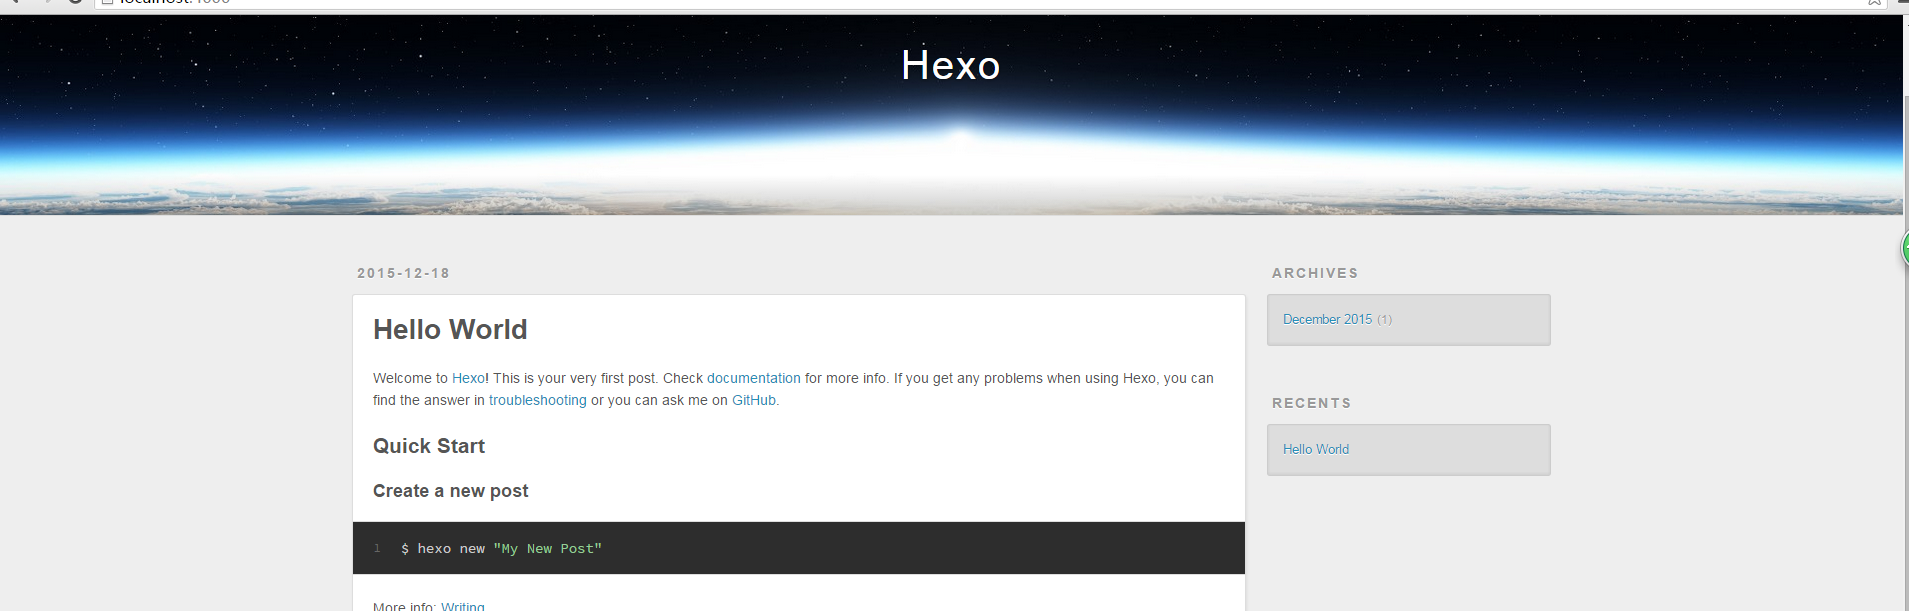 Hexo
2015-12-18
Hello World
Welcome to Hexo! This is your very first post. Check documentation for more info. If you get any problems when using Hexo, you can
find the answer in troubleshooting or you can ask me on GitHub.
Quick Start
Create a new post
1 $ hexo new "My New Post"
More info: Writing
ARCHIVES
December 2015 (1)
RECENTS
Hello World